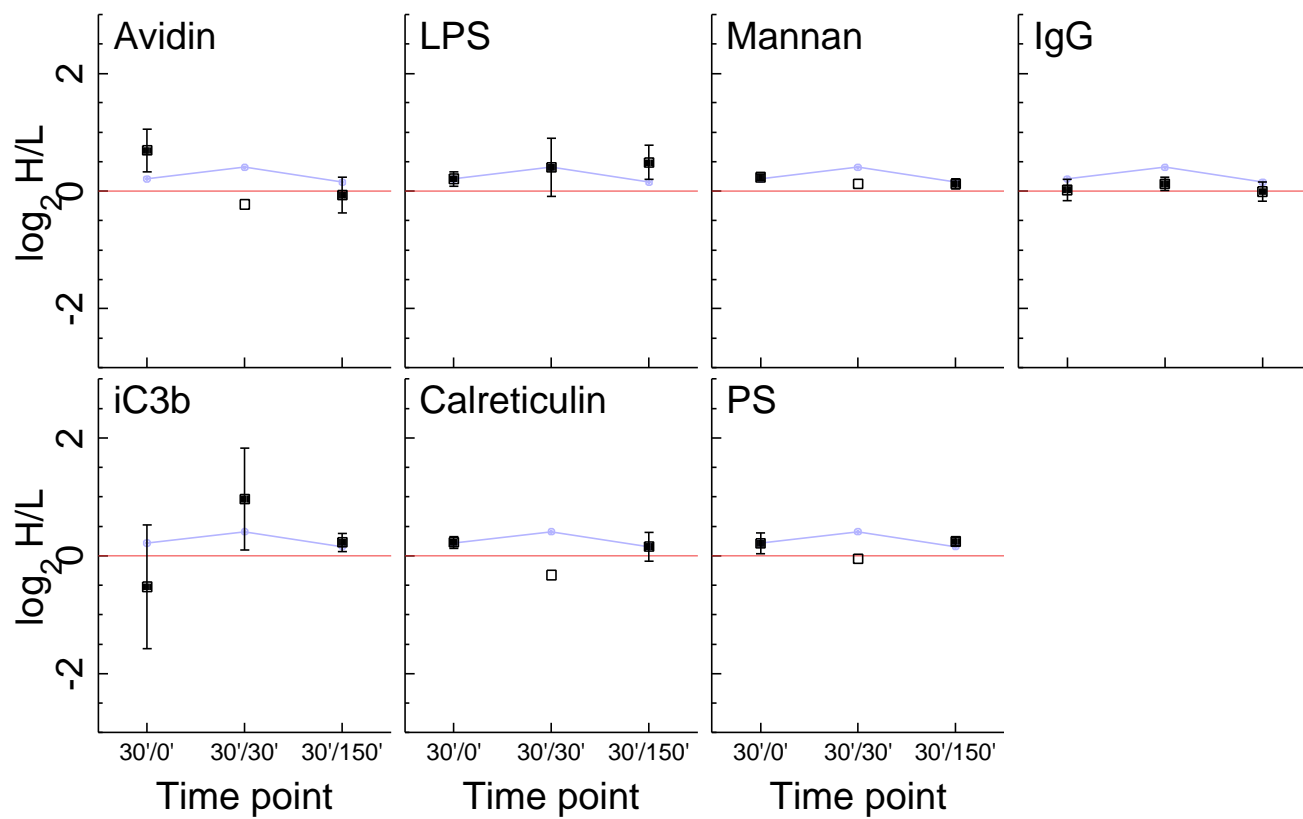 Avidin LPS Mannan IgG
log2 H/L
2
0
-2
iC3b Calreticulin PS
log2 H/L
2
0
-2
30'/0' 30'/30' 30'/150' 30'/0' 30'/30' 30'/150' 30'/0' 30'/30' 30'/150'
Time point Time point Time point